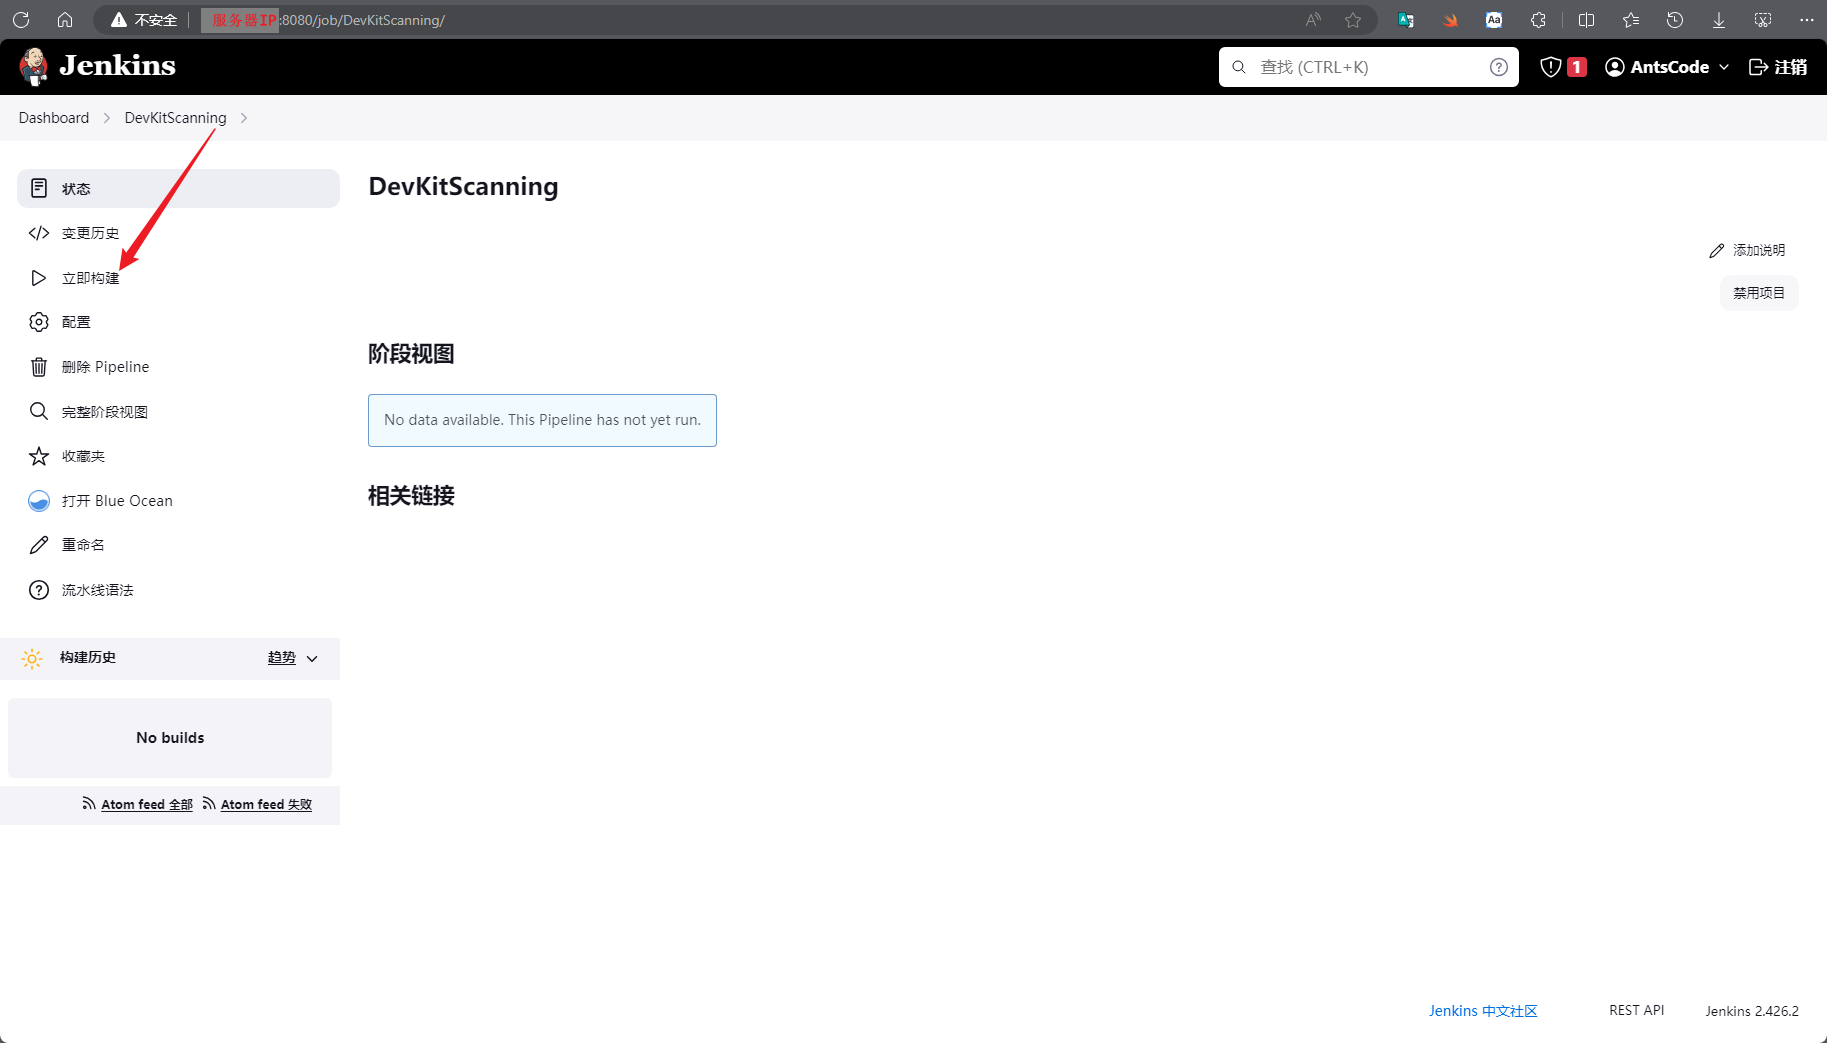 不安全 服务器IP:8080/job/DevKitScanning/
Jenkins
查找 (CTRL+K)
1
AntsCode
注销
Dashboard
DevKitScanning
状态
变更历史
立即构建
配置
删除 Pipeline
完整阶段视图
收藏夹
打开 Blue Ocean
重命名
流水线语法
构建历史
趋势
No builds
Atom feed 全部
Atom feed 失败
DevKitScanning
添加说明
禁用项目
阶段视图
No data available. This Pipeline has not yet run.
相关链接
Jenkins 中文社区
REST API
Jenkins 2.426.2